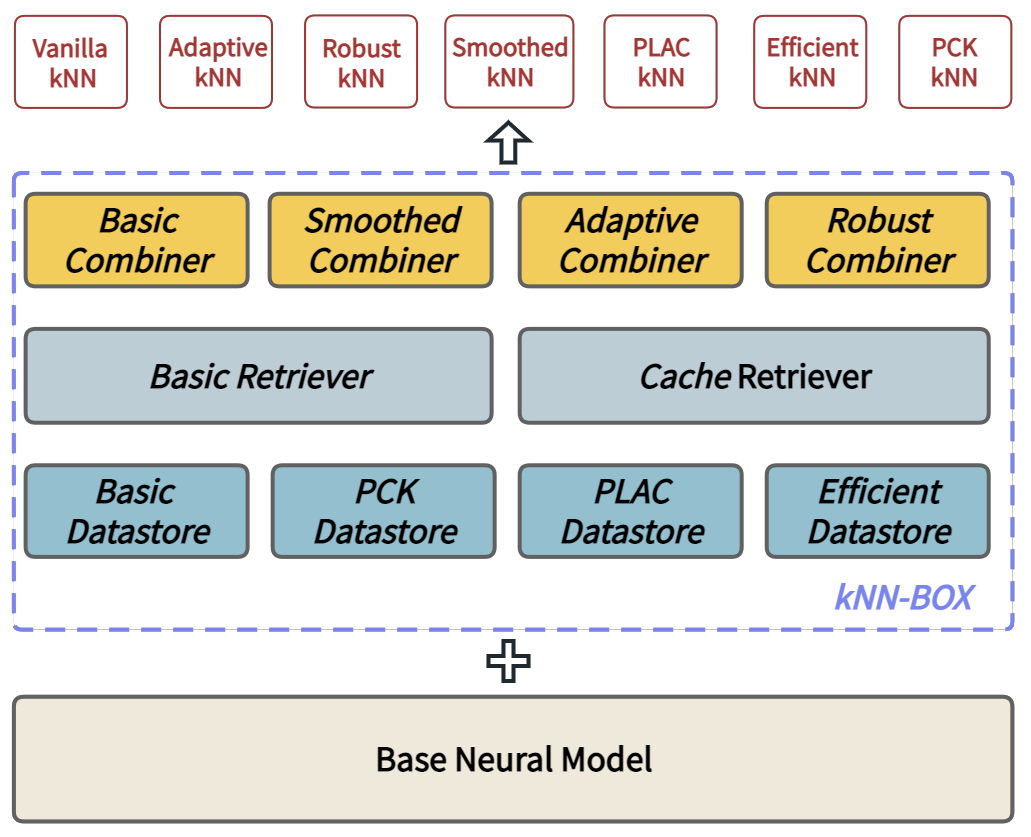 Vanilla
kNN
Adaptive
kNN
Robust
kNN
Smoothed
kNN
PLAC
kNN
Efficient
kNN
PCK
kNN
Basic
Combiner
Smoothed
Combiner
Adaptive
Combiner
Robust
Combiner
Basic Retriever
Cache Retriever
Basic
Datastore
PCK
Datastore
PLAC
Datastore
Efficient
Datastore
kNN-BOX
Base Neural Model